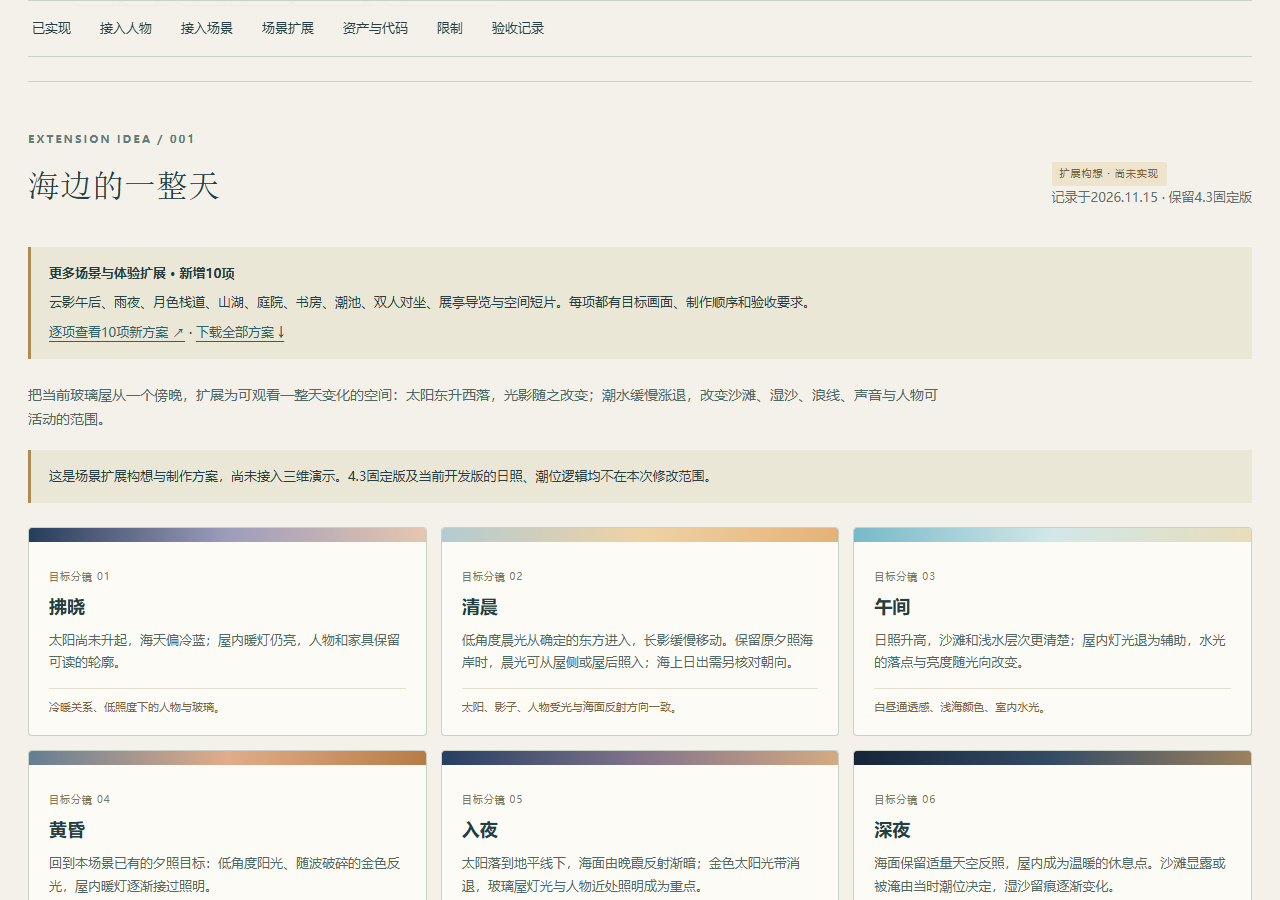 已实现 接入人物 接入场景 场景扩展 资产与代码 限制 验收记录
EXTENSION IDEA / 001
海边的一整天
扩展构想 · 尚未实现
记录于2026.11.15 · 保留4.3固定版
更多场景与体验扩展 • 新增10项
云影午后、雨夜、月色栈道、山湖、庭院、书房、潮池、双人对坐、展亭导览与空间短片。每项都有目标画面、制作顺序和验收要求。
逐项查看10项新方案 ↗ · 下载全部方案 ↓
把当前玻璃屋从一个傍晚，扩展为可观看一整天变化的空间：太阳东升西落，光影随之改变；潮水缓慢涨退，改变沙滩、湿沙、浪线、声音与人物可
活动的范围。
这是场景扩展构想与制作方案，尚未接入三维演示。4.3固定版及当前开发版的日照、潮位逻辑均不在本次修改范围。
目标分镜 01
拂晓
太阳尚未升起，海天偏冷蓝；屋内暖灯仍亮，人物和家具保留
可读的轮廓。
冷暖关系、低照度下的人物与玻璃。
目标分镜 02
清晨
低角度晨光从确定的东方进入，长影缓慢移动。保留原夕照海
岸时，晨光可从屋侧或屋后照入；海上日出需另核对朝向。
太阳、影子、人物受光与海面反射方向一致。
目标分镜 03
午间
日照升高，沙滩和浅水层次更清楚；屋内灯光退为辅助，水光
的落点与亮度随光向改变。
白昼通透感、浅海颜色、室内水光。
目标分镜 04
黄昏
回到本场景已有的夕照目标：低角度阳光、随波破碎的金色反
光，屋内暖灯逐渐接过照明。
目标分镜 05
入夜
太阳落到地平线下，海面由晚霞反射渐暗；金色太阳光带消
退，玻璃屋灯光与人物近处照明成为重点。
目标分镜 06
深夜
海面保留适量天空反照，屋内成为温暖的休息点。沙滩显露或
被淹由当时潮位决定，湿沙留痕逐渐变化。